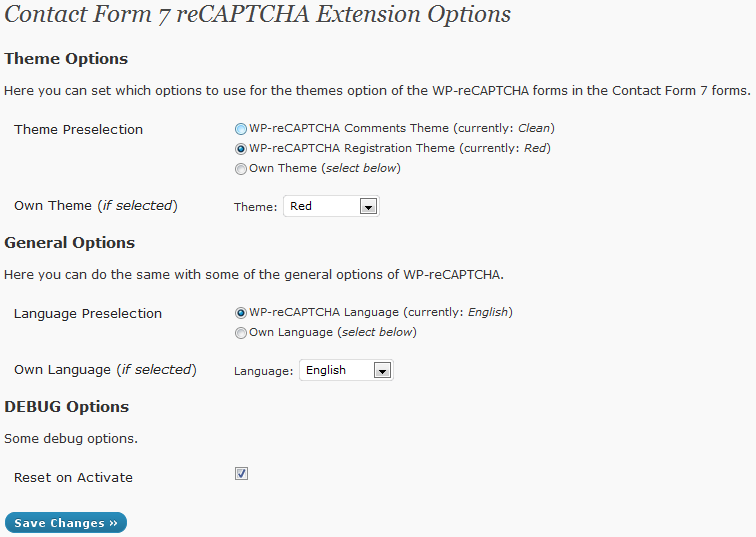 Contact Form 7 reCAPTCHA Extension Options
Theme Options
Here you can set which options to use for the themes option of the WP-reCAPTCHA forms in the Contact Form 7 forms.
Theme Preselection
WP-reCAPTCHA Comments Theme (currently: Clean)
WP-reCAPTCHA Registration Theme (currently: Red)
Own Theme (select below)
Own Theme (if selected) Theme: Red
General Options
Here you can do the same with some of the general options of WP-reCAPTCHA.
Language Preselection
WP-reCAPTCHA Language (currently: English)
Own Language (select below)
Own Language (if selected) Language: English
DEBUG Options
Some debug options.
Reset on Activate
Save Changes »